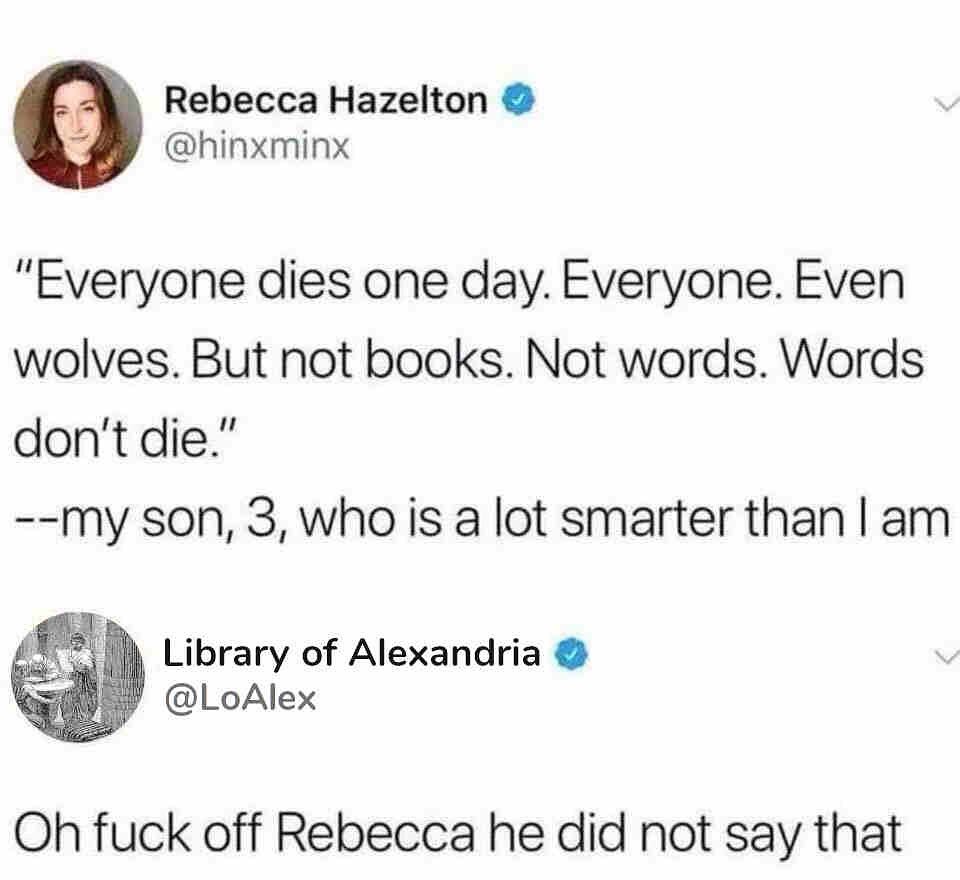 Rebecca Hazelton
@hinxminx
"Everyone dies one day. Everyone. Even
wolves. But not books. Not words. Words
don't die."
--my son, 3, who is a lot smarter than I am
Library of Alexandria
@LoAlex
Oh fuck off Rebecca he did not say that